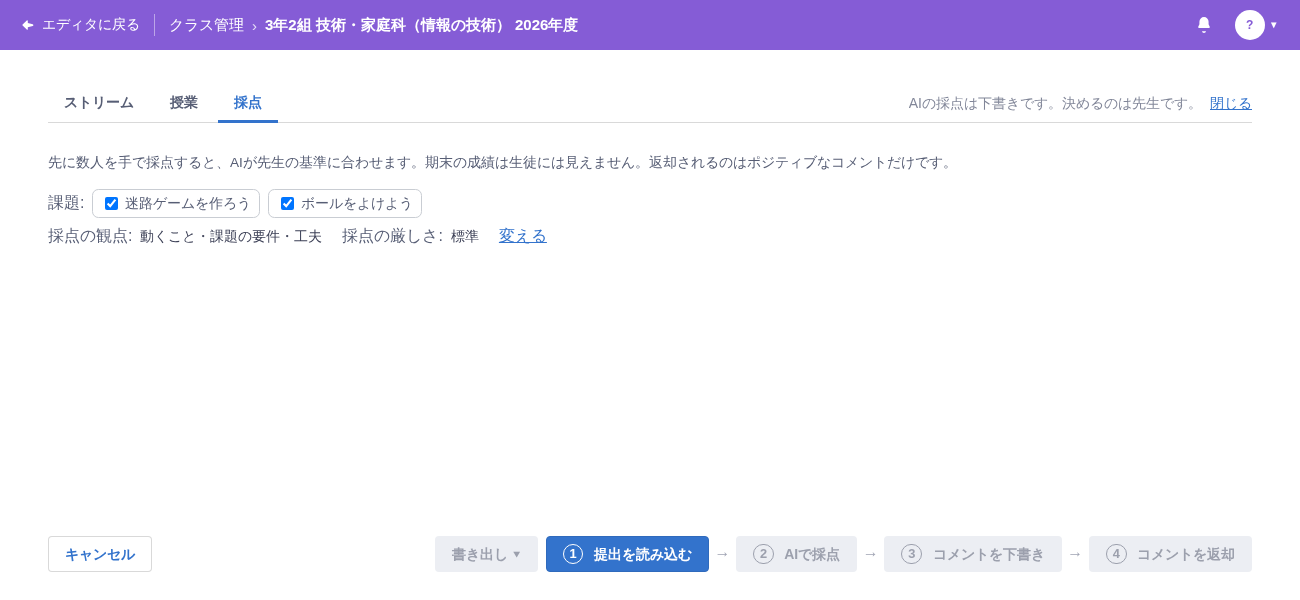 エディタに戻る クラス管理 › 3年2組 技術・家庭科（情報の技術） 2026年度 ? ▼
ストリーム 授業 採点 AIの採点は下書きです。決めるのは先生です。 閉じる
先に数人を手で採点すると、AIが先生の基準に合わせます。期末の成績は生徒には見えません。返却されるのはポジティブなコメントだけです。
課題: 迷路ゲームを作ろう ボールをよけよう
採点の観点: 動くこと・課題の要件・工夫 採点の厳しさ: 標準 変える
キャンセル 書き出し ▼ 1 提出を読み込む → 2 AIで採点 → 3 コメントを下書き → 4 コメントを返却